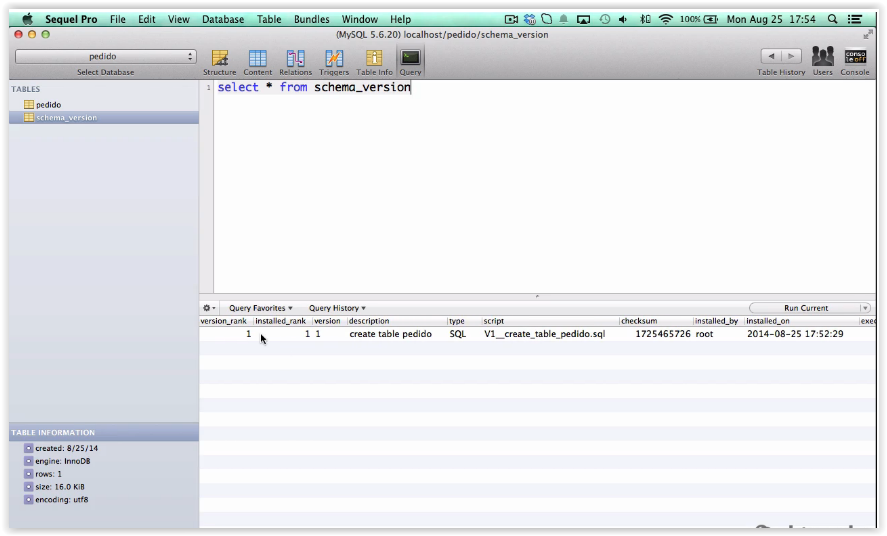 Sequel Pro File Edit View Database Table Bundles Window Help 100% Mon Aug 25 17:54
(MySQL 5.6.20) localhost/pedido/schema_version
pedido
Select Database Structure Content Relations Triggers Table Info Query Table History Users Console
conso
le off
TABLES
pedido
schema_version
1 select * from schema_version
Query Favorites Query History Run Current
version_rank installed_rank version description type script checksum installed_by installed_on exec
1 1 1 create table pedido SQL V1__create_table_pedido.sql 1725465726 root 2014-08-25 17:52:29
TABLE INFORMATION
created: 8/25/14
engine: InnoDB
rows: 1
size: 16.0 KiB
encoding: utf8